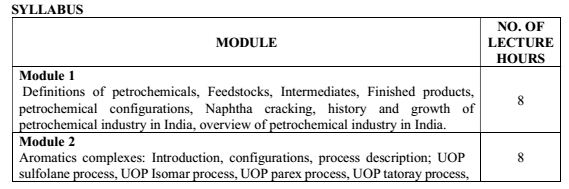 SYLLABUS
MODULE
NO. OF
LECTURE
HOURS
Module 1
Definitions of petrochemicals, Feedstocks, Intermediates, Finished products,
petrochemical configurations, Naphtha cracking, history and growth of
petrochemical industry in India, overview of petrochemical industry in India.
8
Module 2
Aromatics complexes: Introduction, configurations, process description; UOP
sulfolane process, UOP Isomar process, UOP parex process, UOP tatoray process,
8